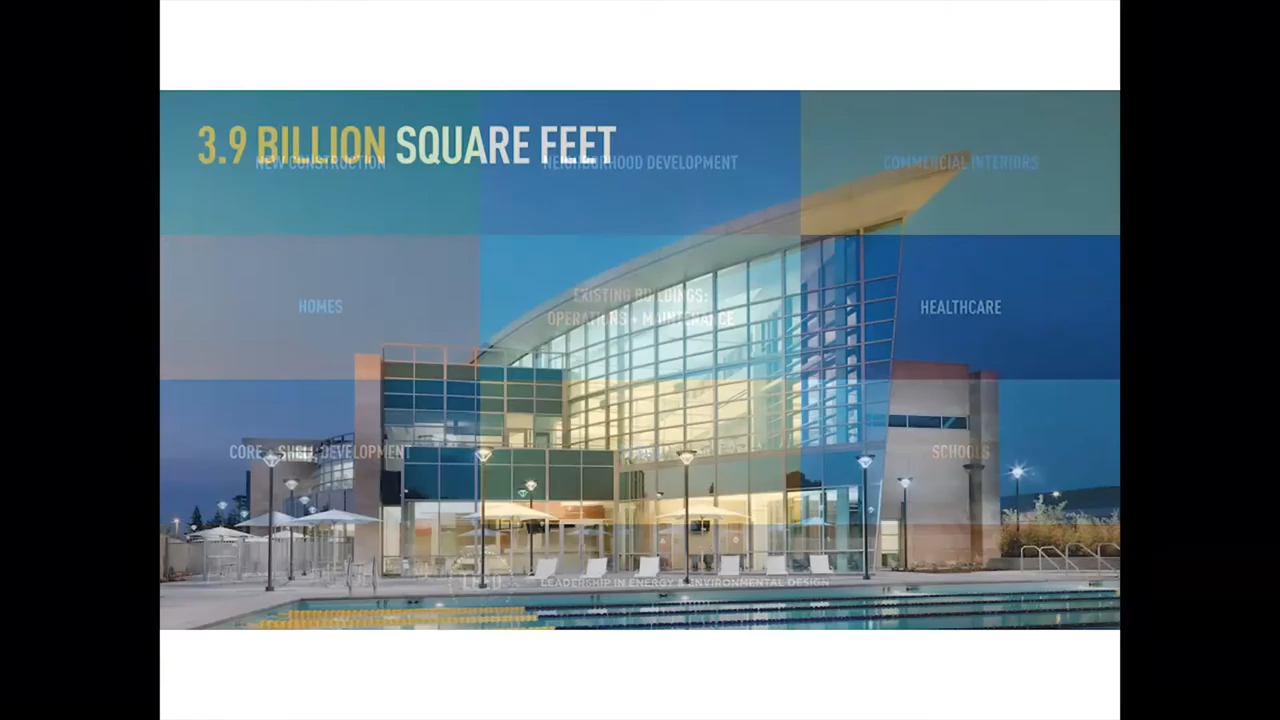 3.9 BILLION SQUARE FEET
NEW CONSTRUCTION
NEIGHBORHOOD DEVELOPMENT
COMMERCIAL INTERIORS
HOMES
EXISTING BUILDINGS:
OPERATIONS + MAINTENANCE
HEALTHCARE
CORE + SHELL DEVELOPMENT
SCHOOLS
LEED
LEADERSHIP IN ENERGY & ENVIRONMENTAL DESIGN